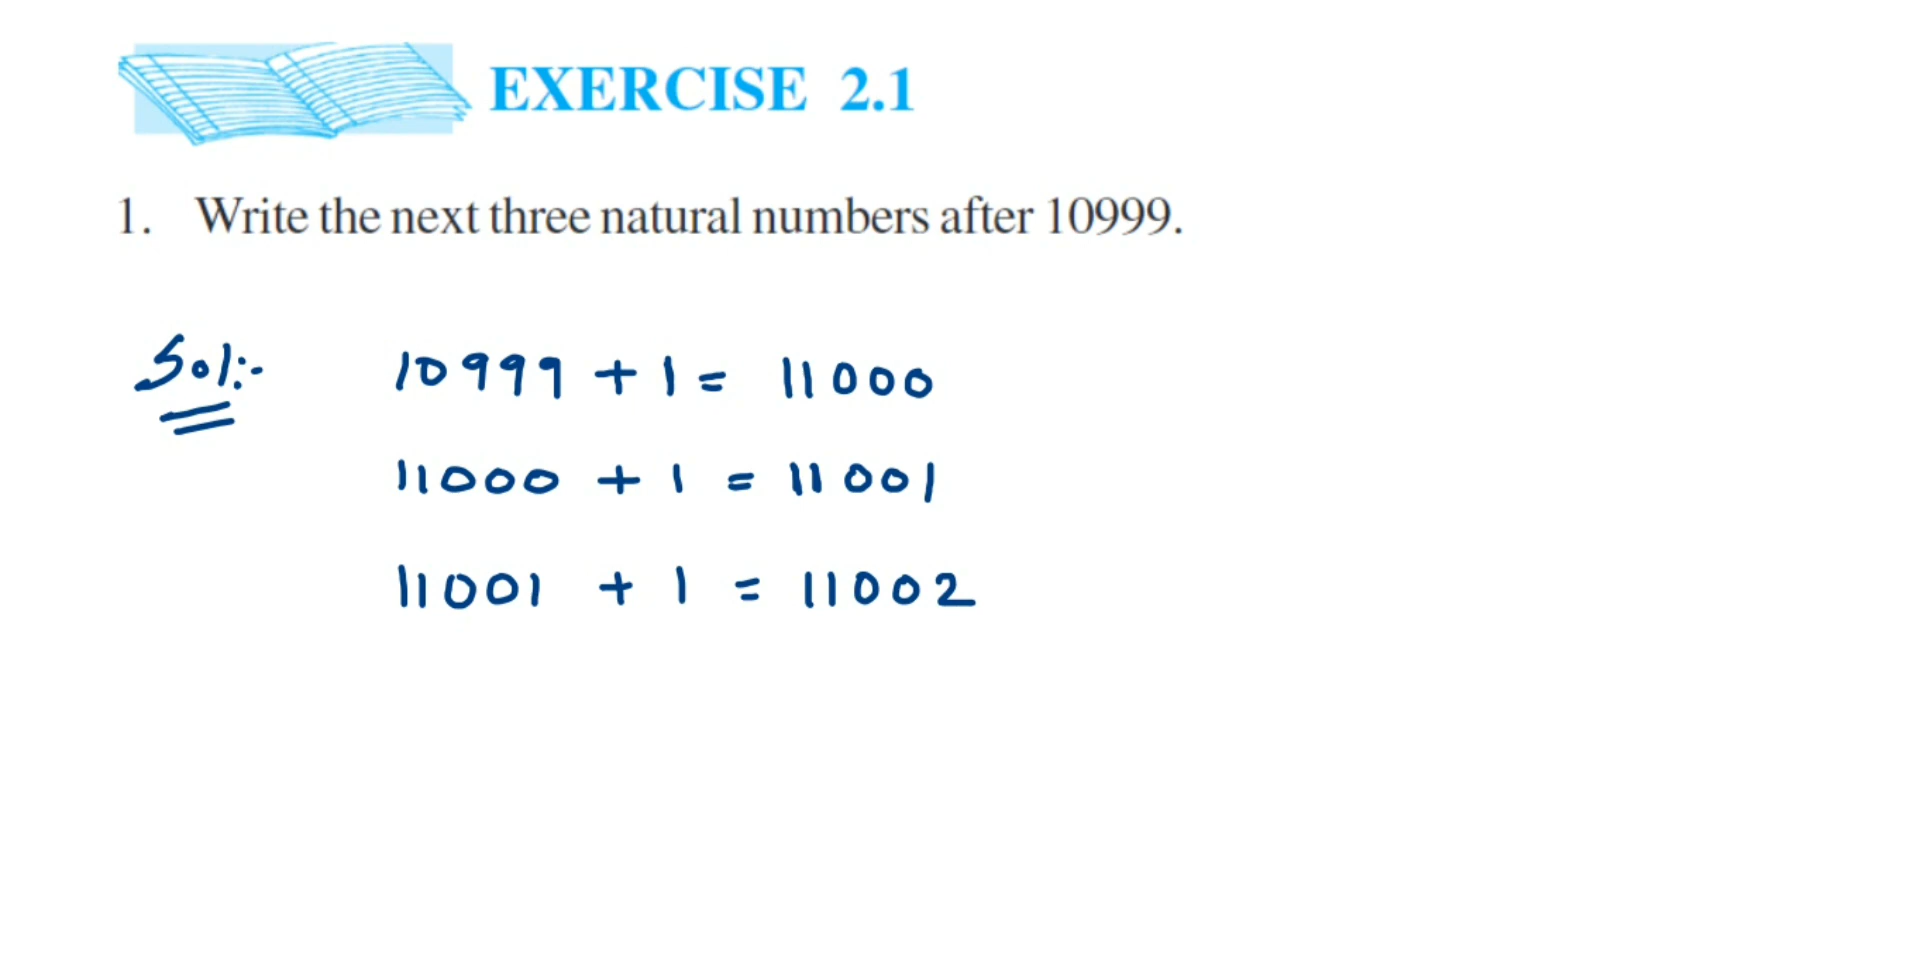 EXERCISE 2.1
1. Write the next three natural numbers after 10999.
Sol:- 10999 + 1 = 11000
11000 + 1 = 11001
11001 + 1 = 11002